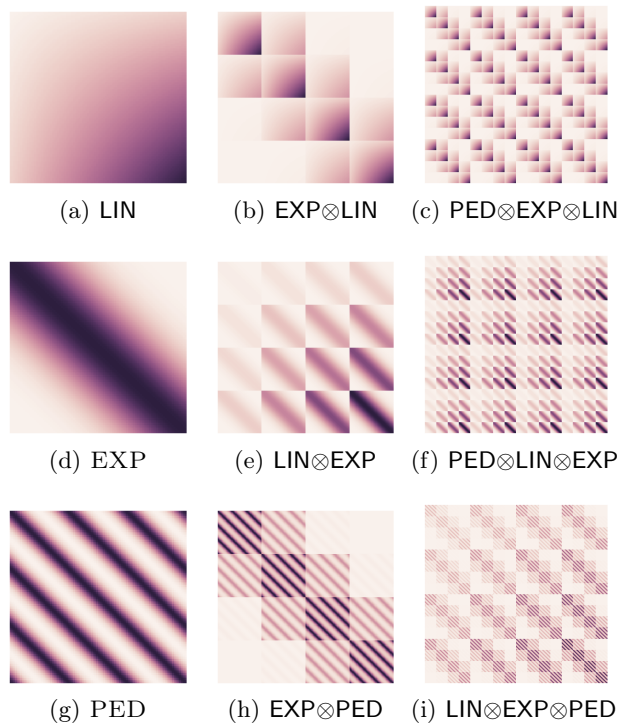 (a) LIN (b) EXP⊗LIN (c) PED⊗EXP⊗LIN
(d) EXP (e) LIN⊗EXP (f) PED⊗LIN⊗EXP
(g) PED (h) EXP⊗PED (i) LIN⊗EXP⊗PED